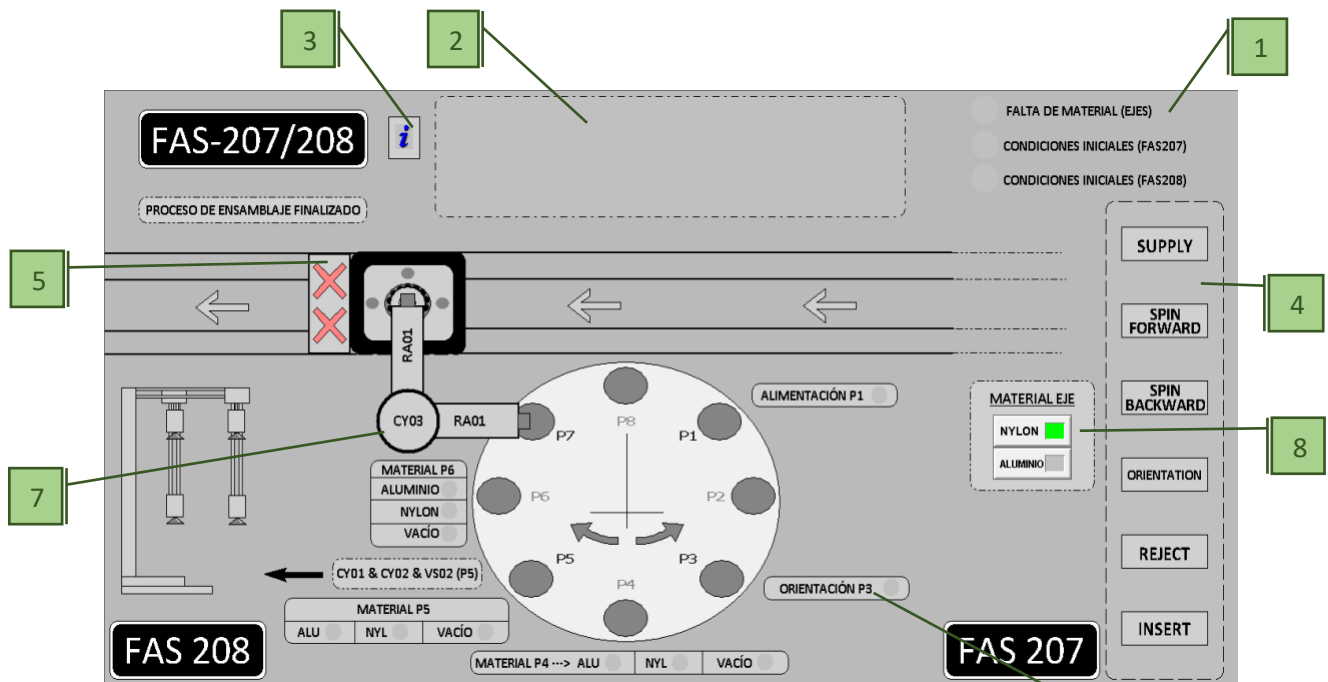 3
2
1
FAS-207/208
i
FALTA DE MATERIAL (EJES)
CONDICIONES INICIALES (FAS207)
CONDICIONES INICIALES (FAS208)
PROCESO DE ENSAMBLAJE FINALIZADO
5
SUPPLY
4
SPIN
FORWARD
RA01
SPIN
BACKWARD
ALIMENTACIÓN P1
MATERIAL EJE
NYLON
ALUMINIO
8
CY03
RA01
P8
P7
P1
7
MATERIAL P6
ALUMINIO
NYLON
VACÍO
P6
P2
ORIENTATION
P5
P3
P4
REJECT
CY01 & CY02 & VS02 (P5)
ORIENTACIÓN P3
MATERIAL P5
ALU
NYL
VACÍO
INSERT
FAS 208
MATERIAL P4 ---> ALU
NYL
VACÍO
FAS 207